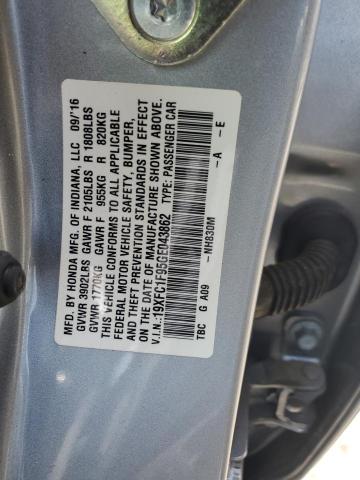 MFD. BY HONDA MFG. OF INDIANA, LLC 09/'16
GVWR 3902LBS GAWR F 2105LBS R 1808LBS
GVWR 1770KG GAWR F 955KG R 820KG
THIS VEHICLE CONFORMS TO ALL APPLICABLE
FEDERAL MOTOR VEHICLE SAFETY, BUMPER,
AND THEFT PREVENTION STANDARDS IN EFFECT
ON THE DATE OF MANUFACTURE SHOWN ABOVE.
V.I.N.:19XFC1F95GE043862 TYPE: PASSENGER CAR
TBC G A09 -NH830M -A -E